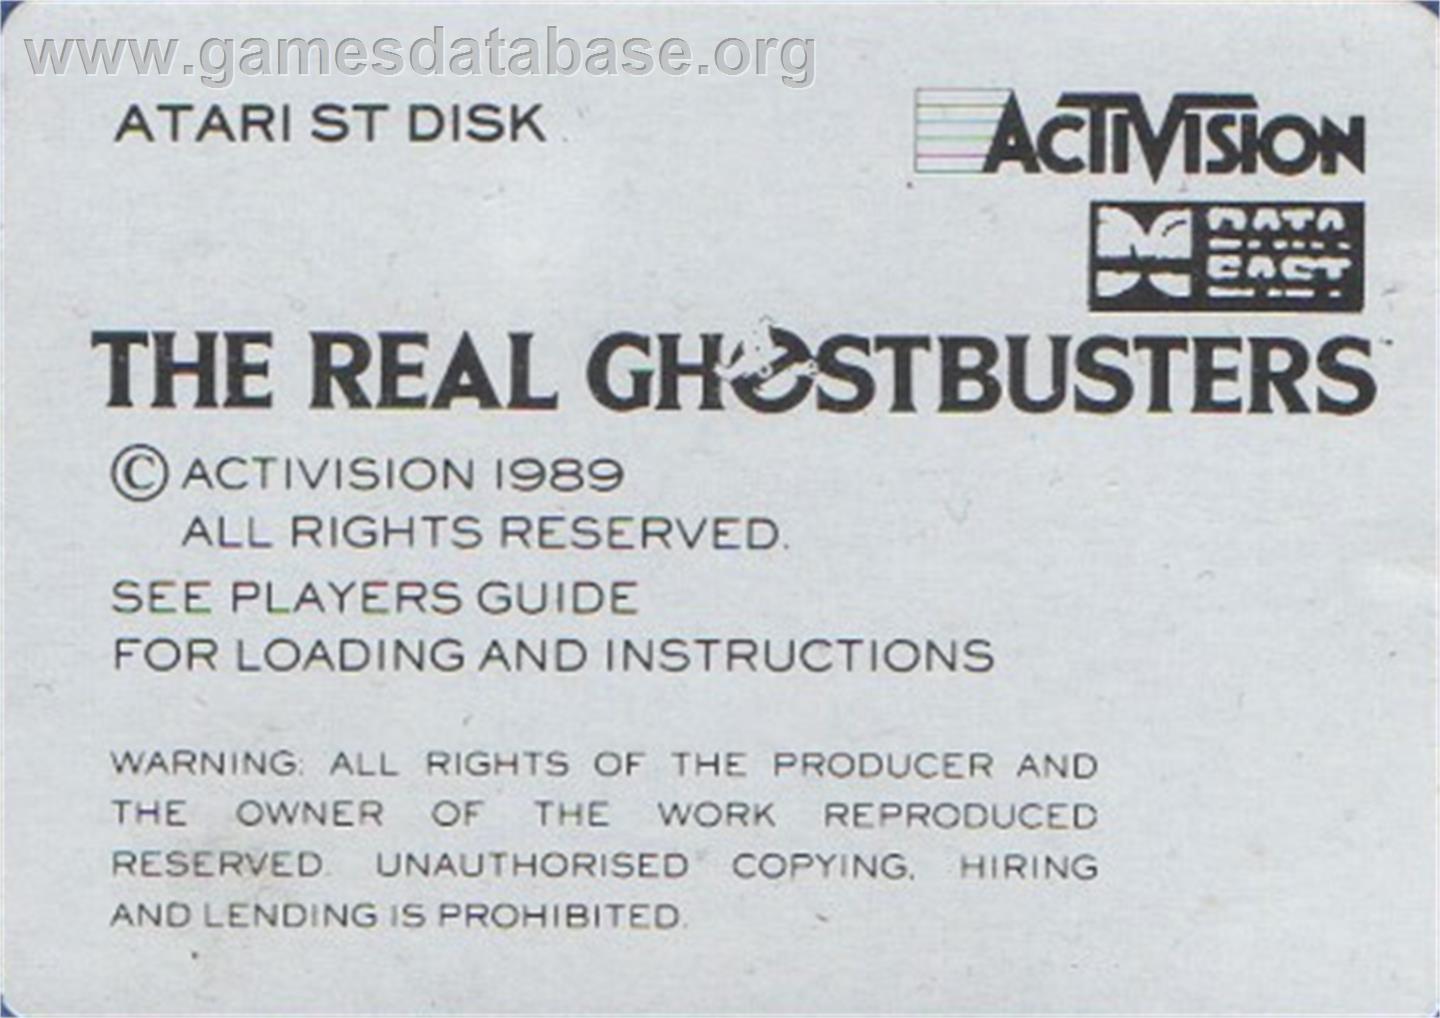 www.gamesdatabase.org
ATARI ST DISK
ACTIVISION
DATA
EAST
THE REAL GHOSTBUSTERS
© ACTIVISION 1989
ALL RIGHTS RESERVED.
SEE PLAYERS GUIDE
FOR LOADING AND INSTRUCTIONS
WARNING: ALL RIGHTS OF THE PRODUCER AND
THE OWNER OF THE WORK REPRODUCED
RESERVED. UNAUTHORISED COPYING, HIRING
AND LENDING IS PROHIBITED.